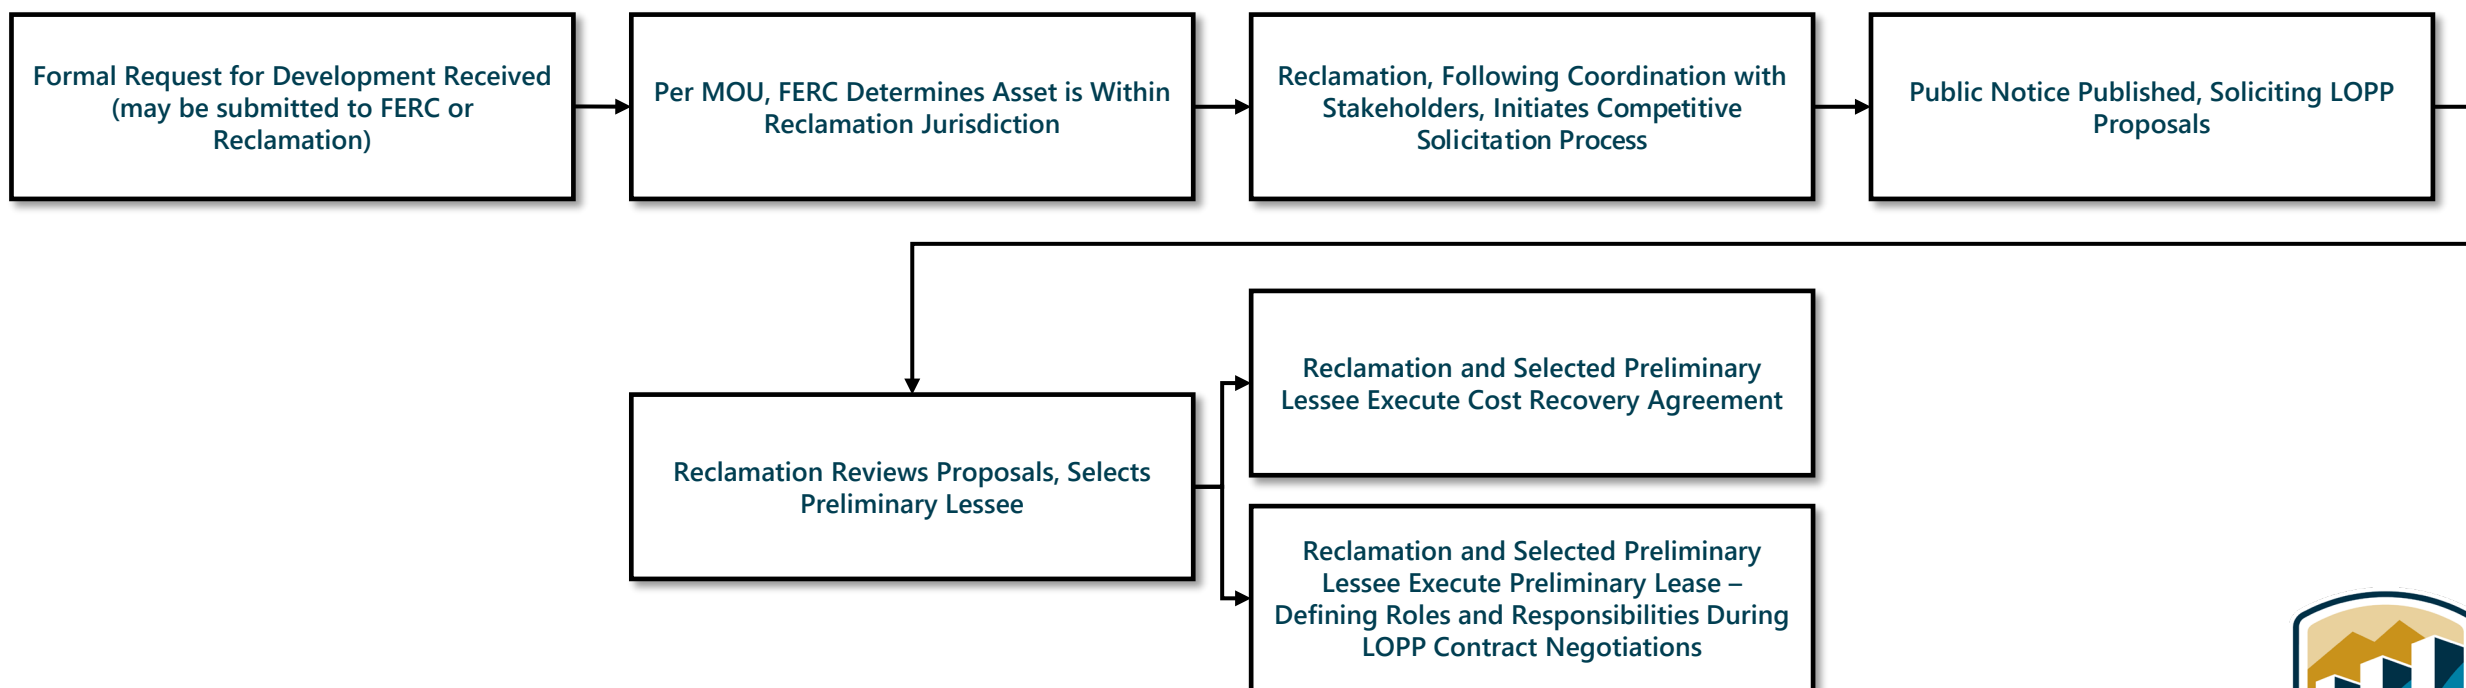 Formal Request for Development Received
(may be submitted to FERC or
Reclamation)
Per MOU, FERC Determines Asset is Within
Reclamation Jurisdiction
Reclamation, Following Coordination with
Stakeholders, Initiates Competitive
Solicitation Process
Public Notice Published, Soliciting LOPP
Proposals
Reclamation Reviews Proposals, Selects
Preliminary Lessee
Reclamation and Selected Preliminary
Lessee Execute Cost Recovery Agreement
Reclamation and Selected Preliminary
Lessee Execute Preliminary Lease –
Defining Roles and Responsibilities During
LOPP Contract Negotiations